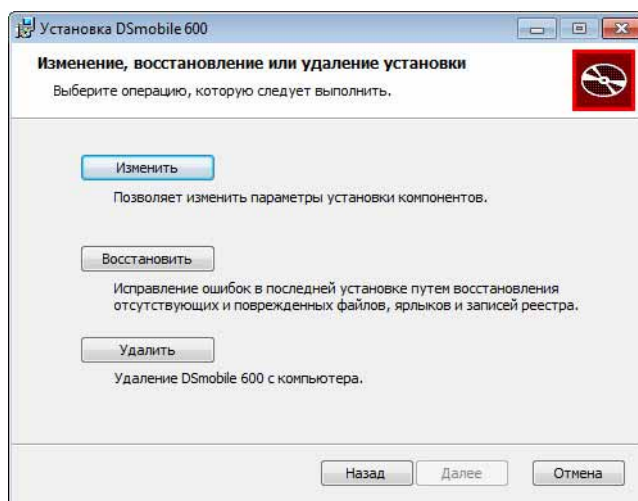 Установка DSmobile 600
Изменение, восстановление или удаление установки
Выберите операцию, которую следует выполнить.
Изменить
Позволяет изменить параметры установки компонентов.
Восстановить
Исправление ошибок в последней установке путем восстановления
отсутствующих и поврежденных файлов, ярлыков и записей реестра.
Удалить
Удаление DSmobile 600 с компьютера.
Назад
Далее
Отмена